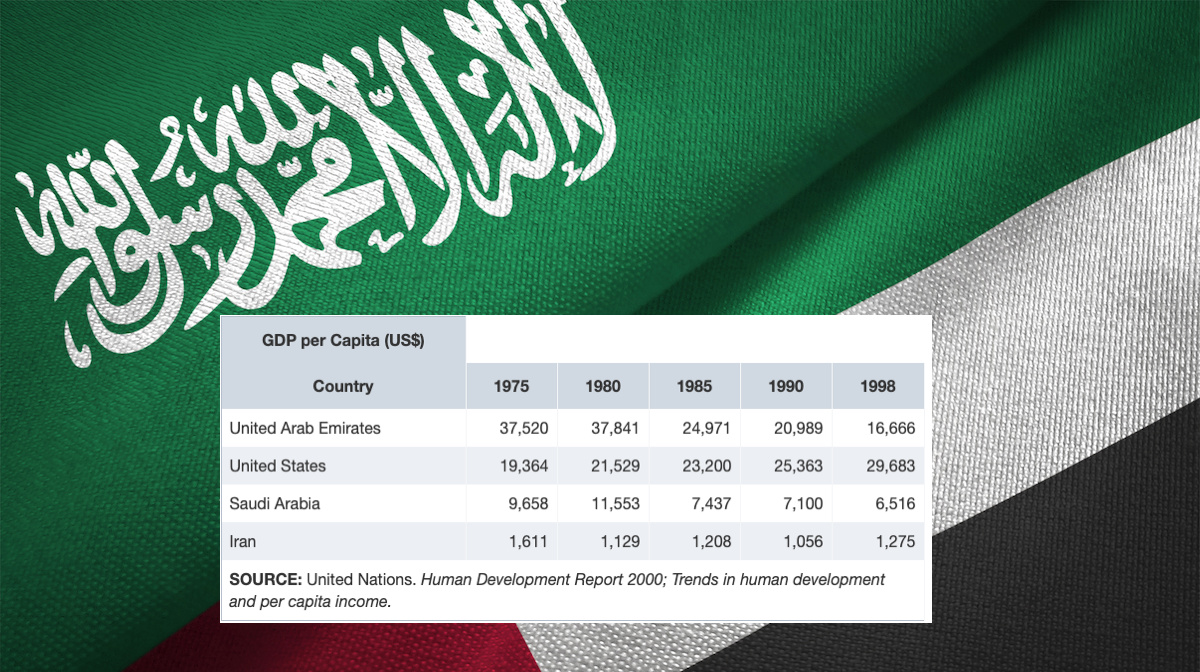 لا إله إلا الله محمد رسول الله
GDP per Capita (US$)
Country 1975 1980 1985 1990 1998
United Arab Emirates 37,520 37,841 24,971 20,989 16,666
United States 19,364 21,529 23,200 25,363 29,683
Saudi Arabia 9,658 11,553 7,437 7,100 6,516
Iran 1,611 1,129 1,208 1,056 1,275
SOURCE: United Nations. Human Development Report 2000; Trends in human development
and per capita income.